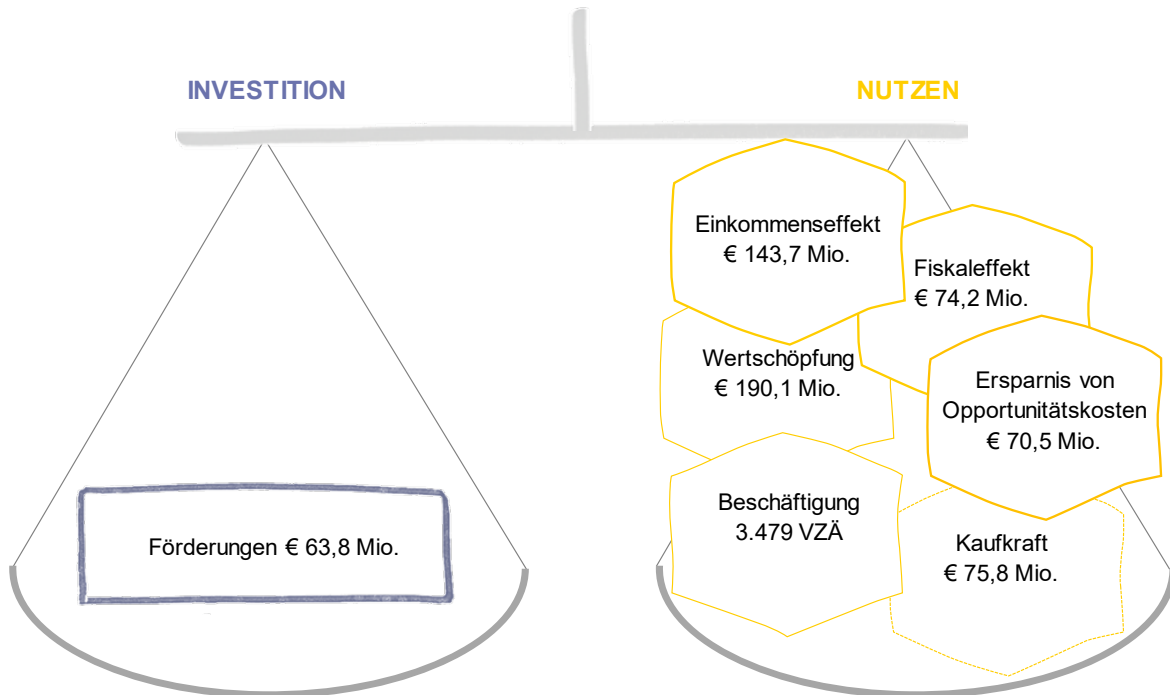 INVESTITION
NUTZEN
Einkommenseffekt
€ 143,7 Mio.
Fiskaleffekt
€ 74,2 Mio.
Wertschöpfung
€ 190,1 Mio.
Ersparnis von
Opportunitätskosten
€ 70,5 Mio.
Beschäftigung
3.479 VZÄ
Kaufkraft
€ 75,8 Mio.
Förderungen € 63,8 Mio.